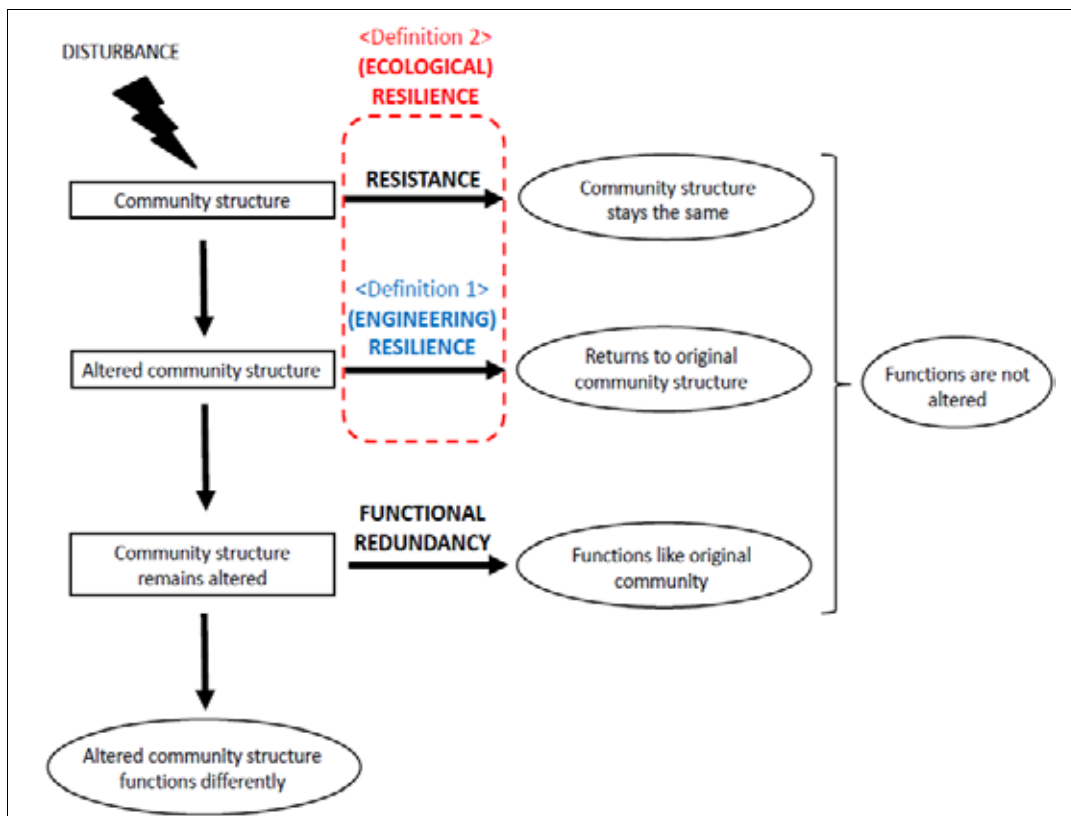 DISTURBANCE
<Definition 2>
(ECOLOGICAL)
RESILIENCE
Community structure
RESISTANCE
Community structure
stays the same
<Definition 1>
(ENGINEERING)
RESILIENCE
Altered community structure
Returns to original
community structure
Functions are not
altered
FUNCTIONAL
REDUNDANCY
Community structure
remains altered
Functions like original
community
Altered community structure
functions differently